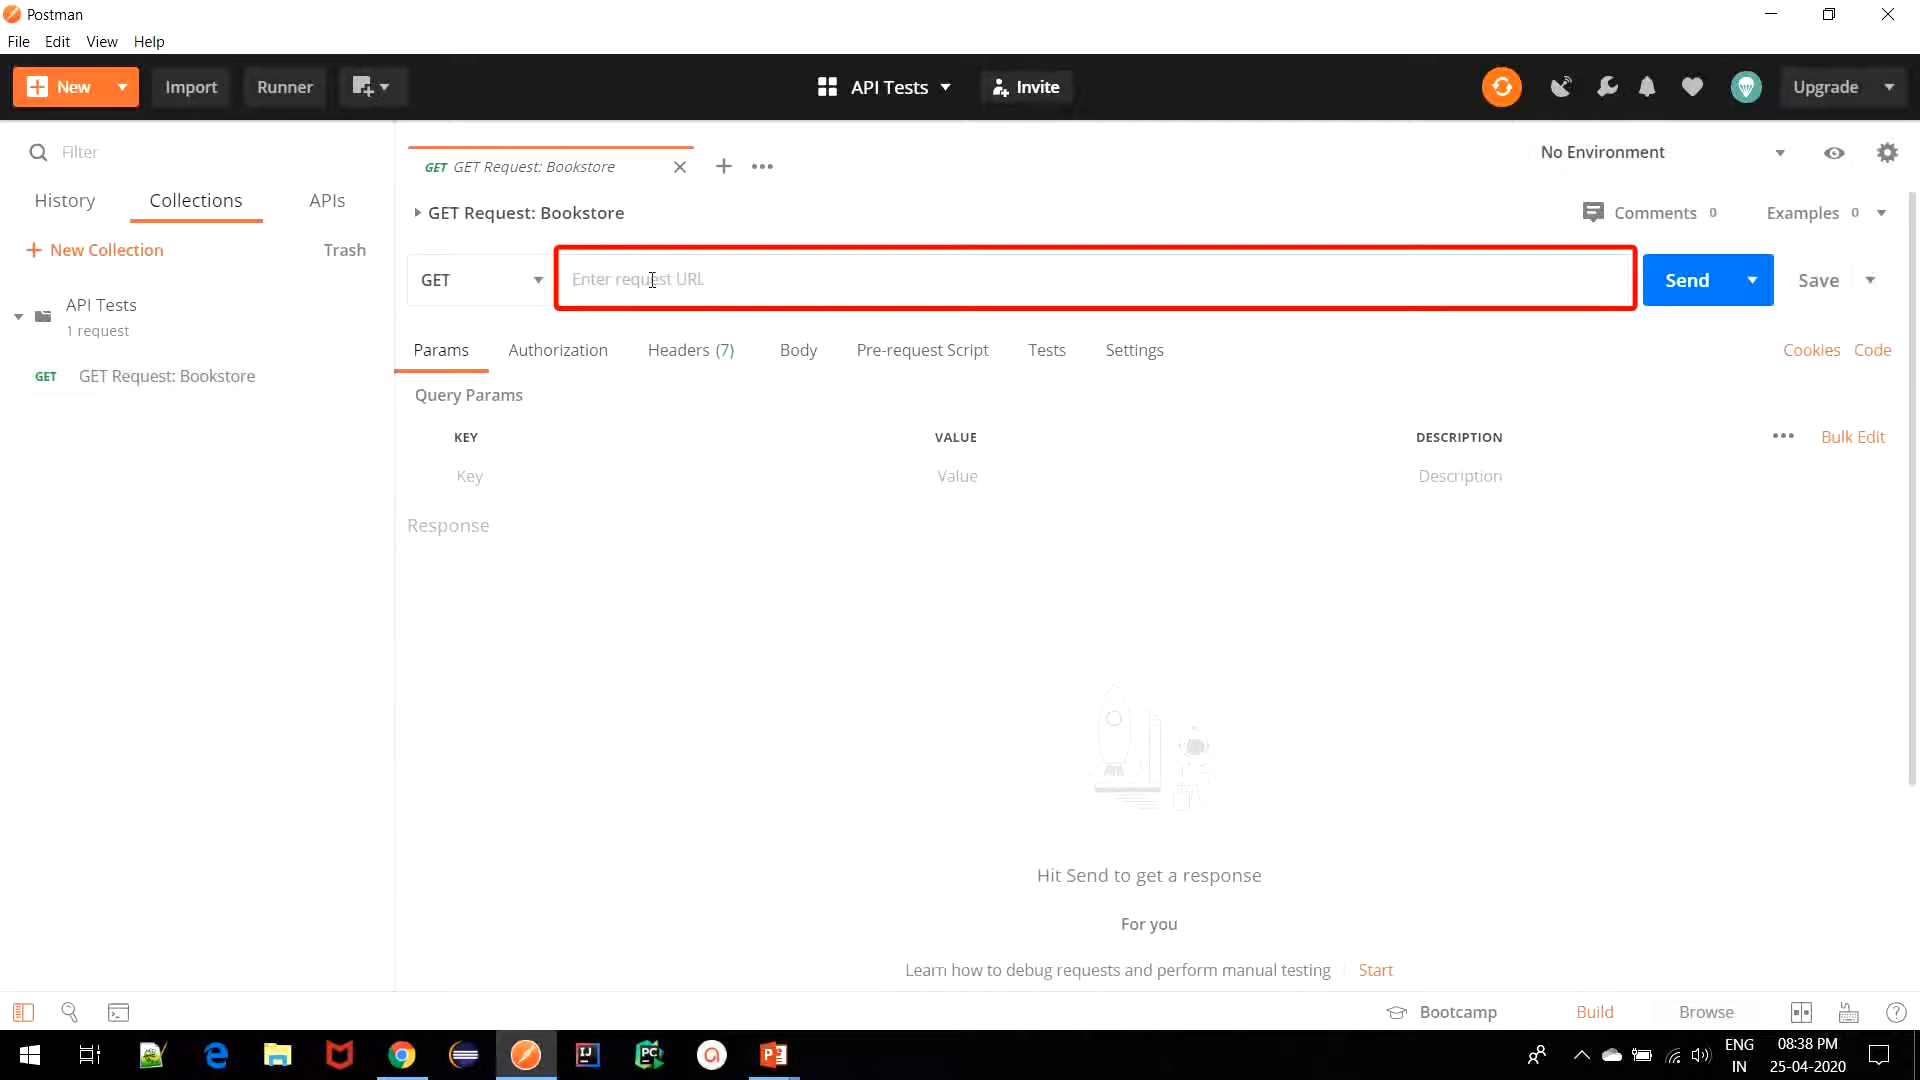 Postman
File Edit View Help
New Import Runner API Tests Invite Upgrade
Filter
History Collections APIs
New Collection Trash
API Tests
1 request
GET GET Request: Bookstore
GET GET Request: Bookstore
No Environment
GET Request: Bookstore
Comments 0 Examples 0
GET Enter request URL Send Save
Params Authorization Headers (7) Body Pre-request Script Tests Settings Cookies Code
Query Params
KEY VALUE DESCRIPTION Bulk Edit
Key Value Description
Response
Hit Send to get a response
For you
Learn how to debug requests and perform manual testing Start
Bootcamp Build Browse
ENG
IN
08:38 PM
25-04-2020